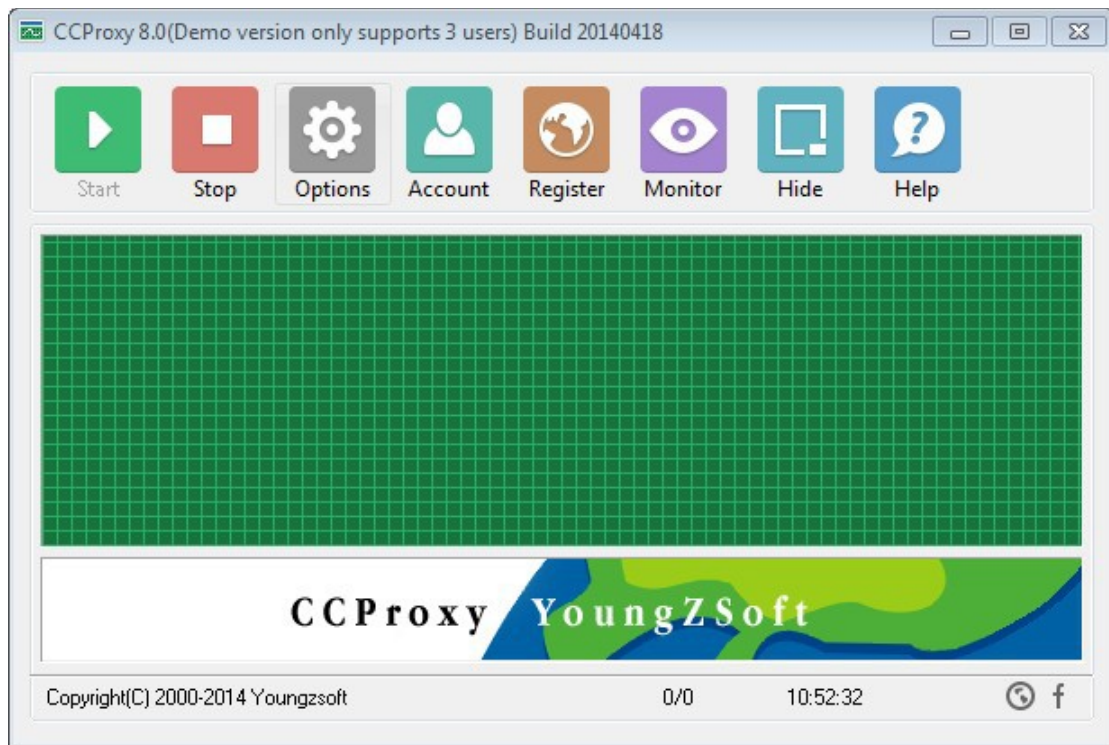 CCProxy 8.0(Demo version only supports 3 users) Build 20140418
Start Stop Options Account Register Monitor Hide Help
CCProxy YoungZSoft
Copyright(C) 2000-2014 Youngzsoft 0/0 10:52:32